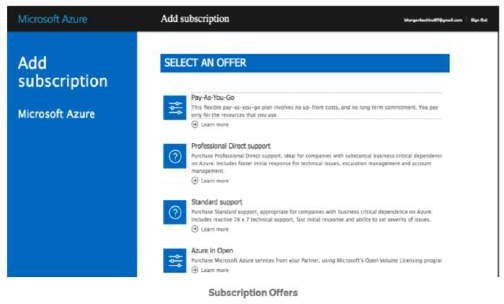 Microsoft Azure
Add subscription
Sign Out
Add
subscription
Microsoft Azure
SELECT AN OFFER
Pay-As-You-Go
This flexible pay-as-you-go plan involves no up-front costs, and no long term commitment. You pay
only for the resources that you use.
Learn more
Professional Direct support
Purchase Professional Direct support, ideal for companies with substantial business critical dependence
on Azure. Includes faster initial response for technical issues, escalation management and account
management.
Learn more
Standard support
Purchase Standard support, appropriate for companies with business critical dependence on Azure.
Includes reactive 24 x 7 technical support, fast initial response and ability to set severity of issues.
Learn more
Azure in Open
Purchase Microsoft Azure services from your Partner, using Microsoft's Open Volume Licensing progra
Learn more
Subscription Offers